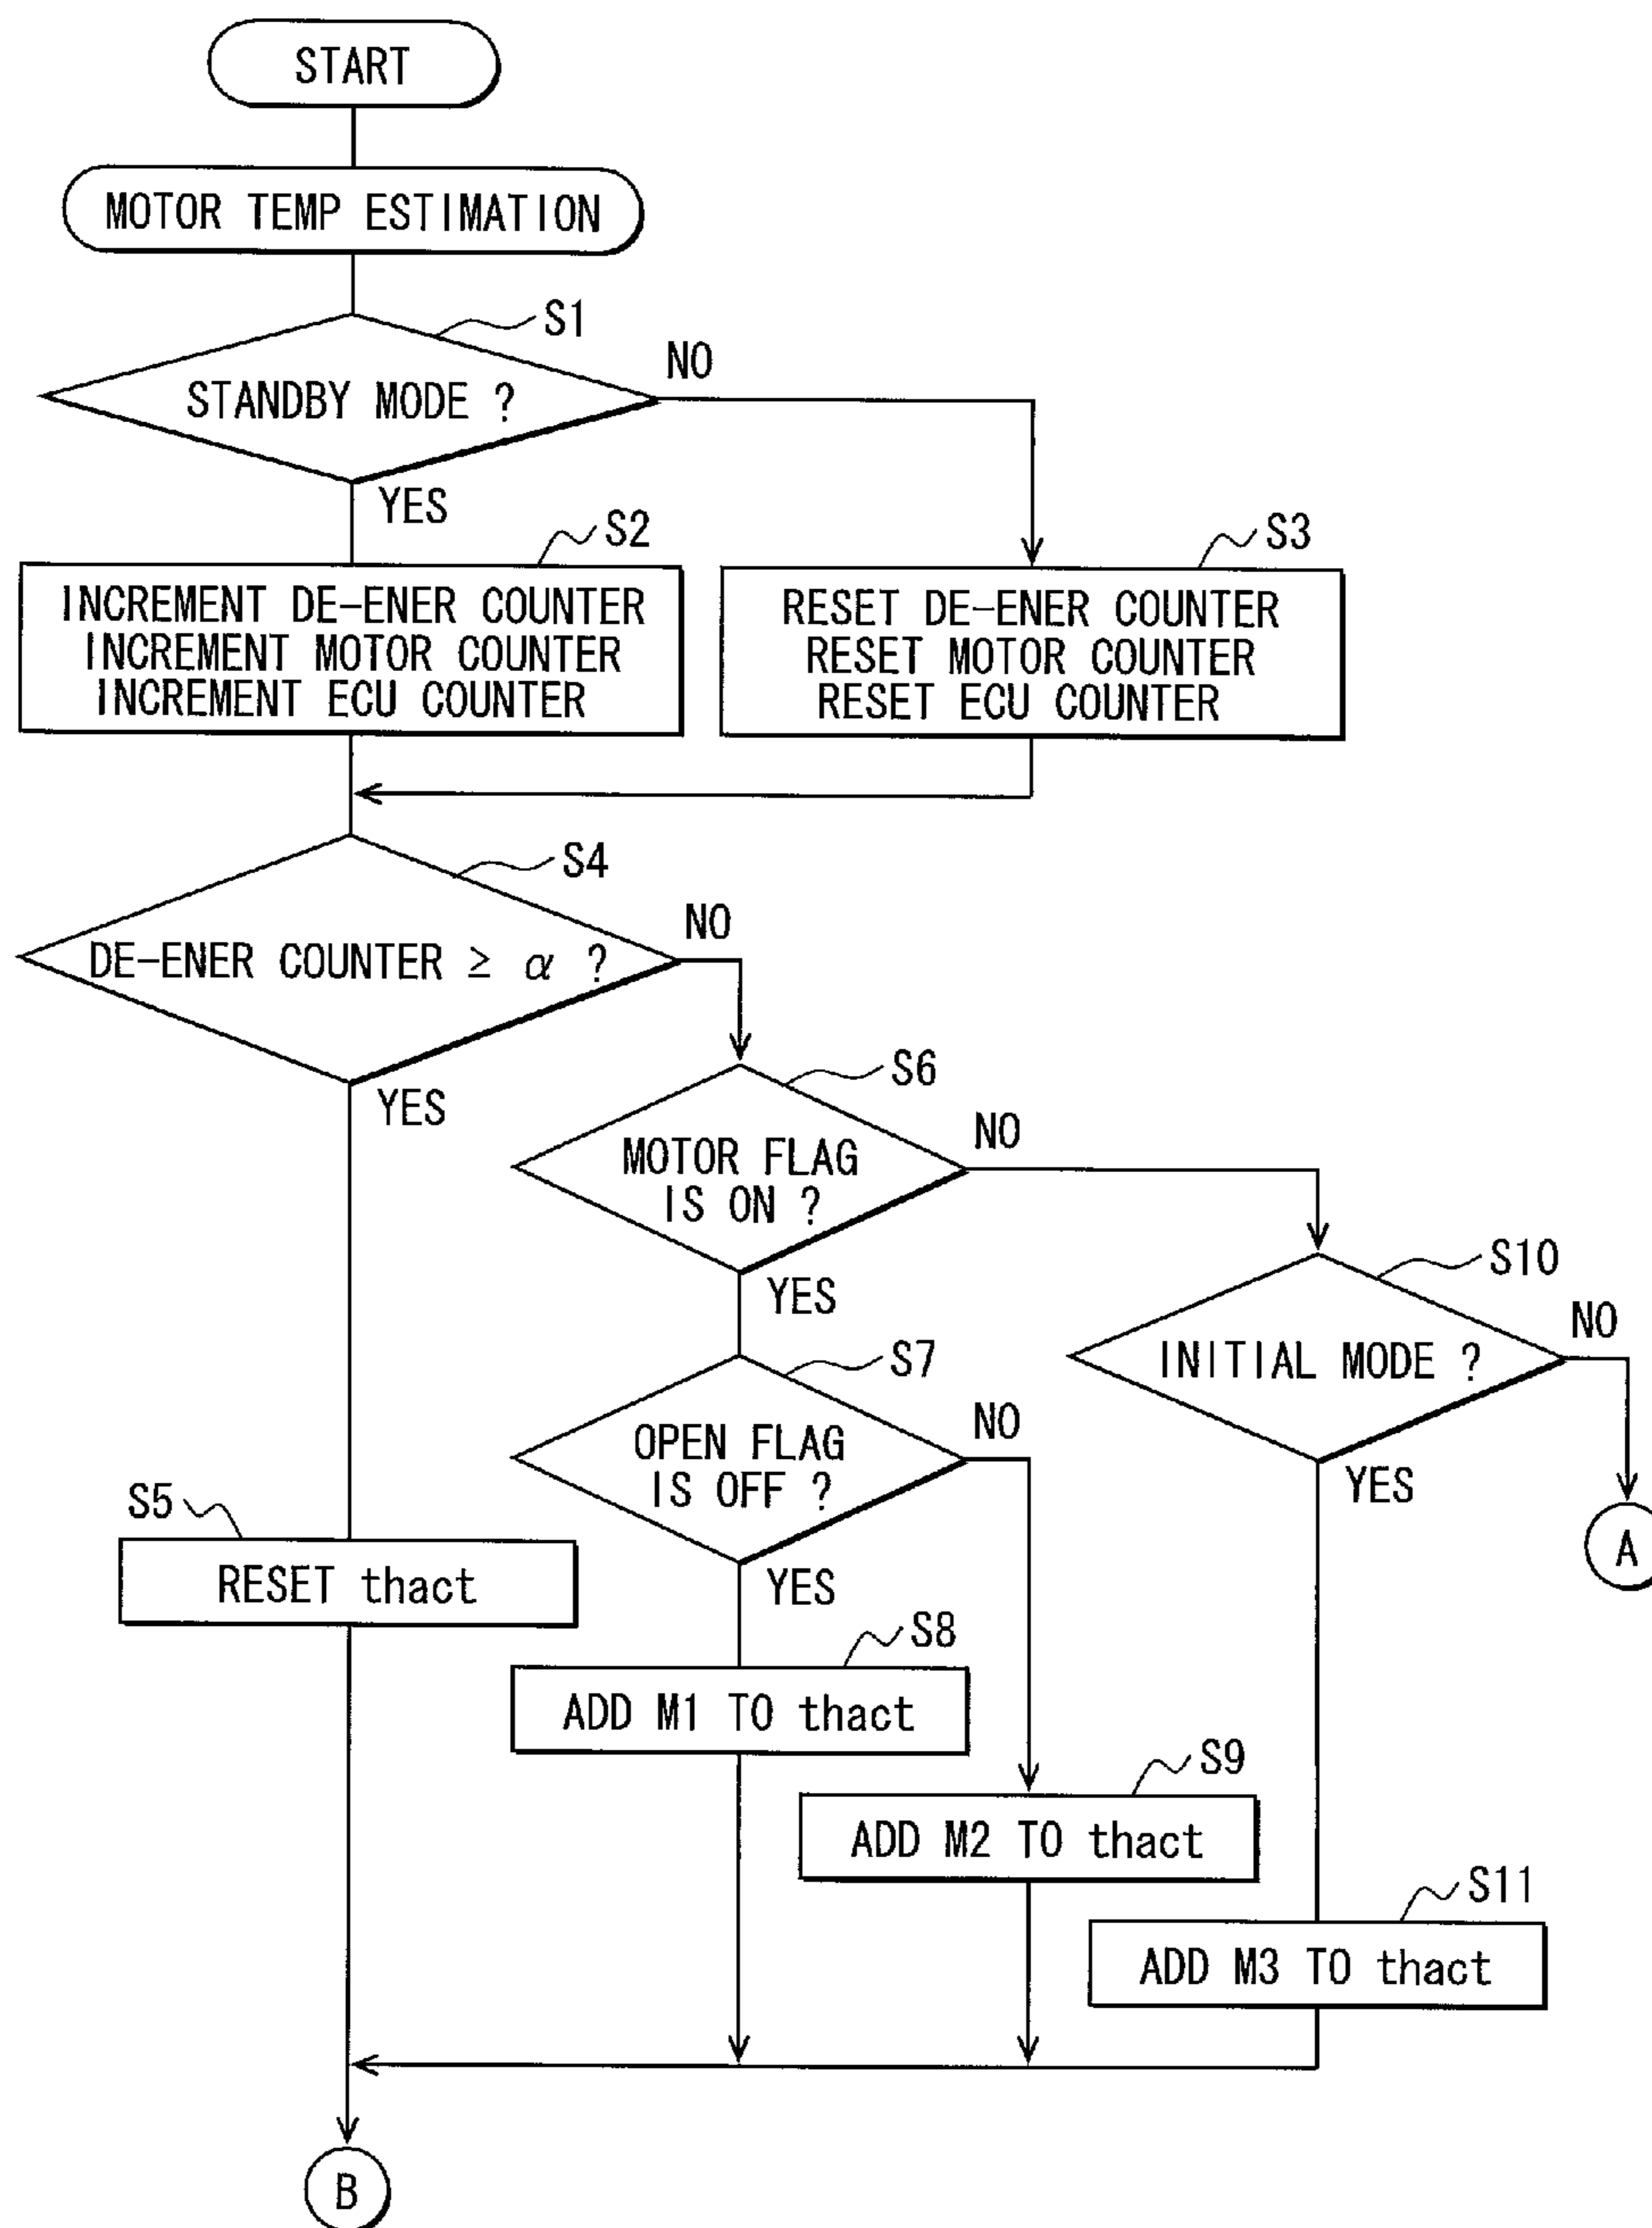 START
MOTOR TEMP ESTIMATION
S1
STANDBY MODE ?
NO
YES
S2
INCREMENT DE-ENER COUNTER
INCREMENT MOTOR COUNTER
INCREMENT ECU COUNTER
S3
RESET DE-ENER COUNTER
RESET MOTOR COUNTER
RESET ECU COUNTER
S4
DE-ENER COUNTER ≥ α ?
NO
YES
S6
MOTOR FLAG
IS ON ?
NO
YES
S10
INITIAL MODE ?
NO
YES
A
S7
OPEN FLAG
IS OFF ?
NO
YES
S5
RESET thact
S8
ADD M1 TO thact
S9
ADD M2 TO thact
S11
ADD M3 TO thact
B